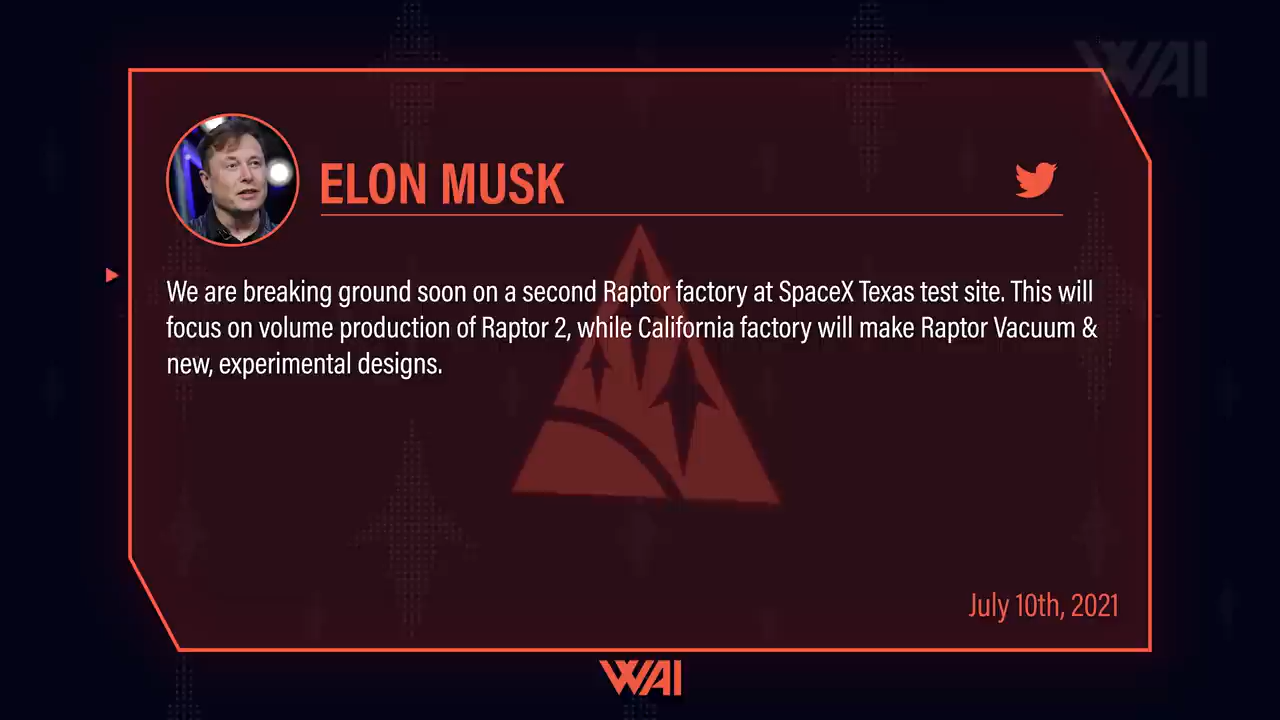 WAI
ELON MUSK
We are breaking ground soon on a second Raptor factory at SpaceX Texas test site. This will
focus on volume production of Raptor 2, while California factory will make Raptor Vacuum &
new, experimental designs.
July 10th, 2021
WAI